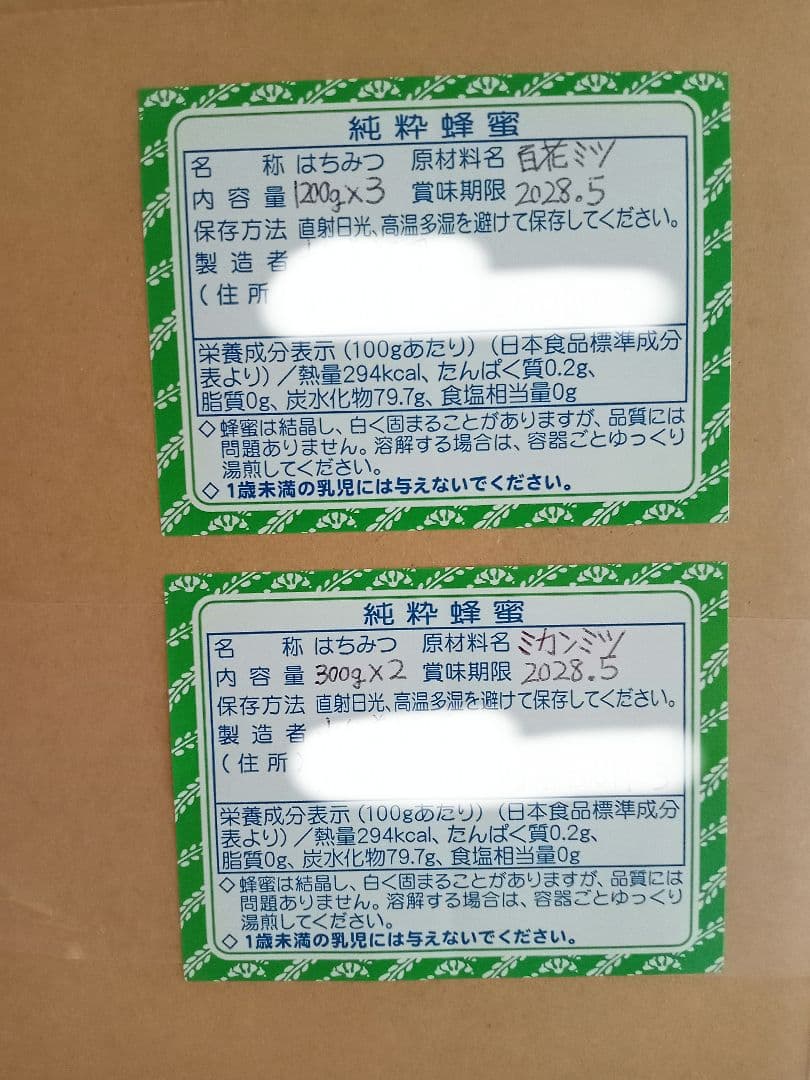 純粋蜂蜜
名称 はちみつ 原材料名 百花ミツ
内容量 1200g×3 賞味期限 2028.5
保存方法 直射日光、高温多湿を避けて保存してください。
製造者
(住所
栄養成分表示(100gあたり)(日本食品標準成分
表より)/熱量294kcal、たんぱく質0.2g、
脂質0g、炭水化物79.7g、食塩相当量0g
◇蜂蜜は結晶し、白く固まることがありますが、品質には
問題ありません。溶解する場合は、容器ごとゆっくり
湯煎してください。
◇1歳未満の乳児には与えないでください。
純粋蜂蜜
名称 はちみつ 原材料名 ミカンミツ
内容量 300g×2 賞味期限 2028.5
保存方法 直射日光、高温多湿を避けて保存してください。
製造者
(住所)
栄養成分表示(100gあたり)(日本食品標準成分
表より)/熱量294kcal、たんぱく質0.2g、
脂質0g、炭水化物79.7g、食塩相当量0g
◇蜂蜜は結晶し、白く固まることがありますが、品質には
問題ありません。溶解する場合は、容器ごとゆっくり
湯煎してください。
◇1歳未満の乳児には与えないでください。